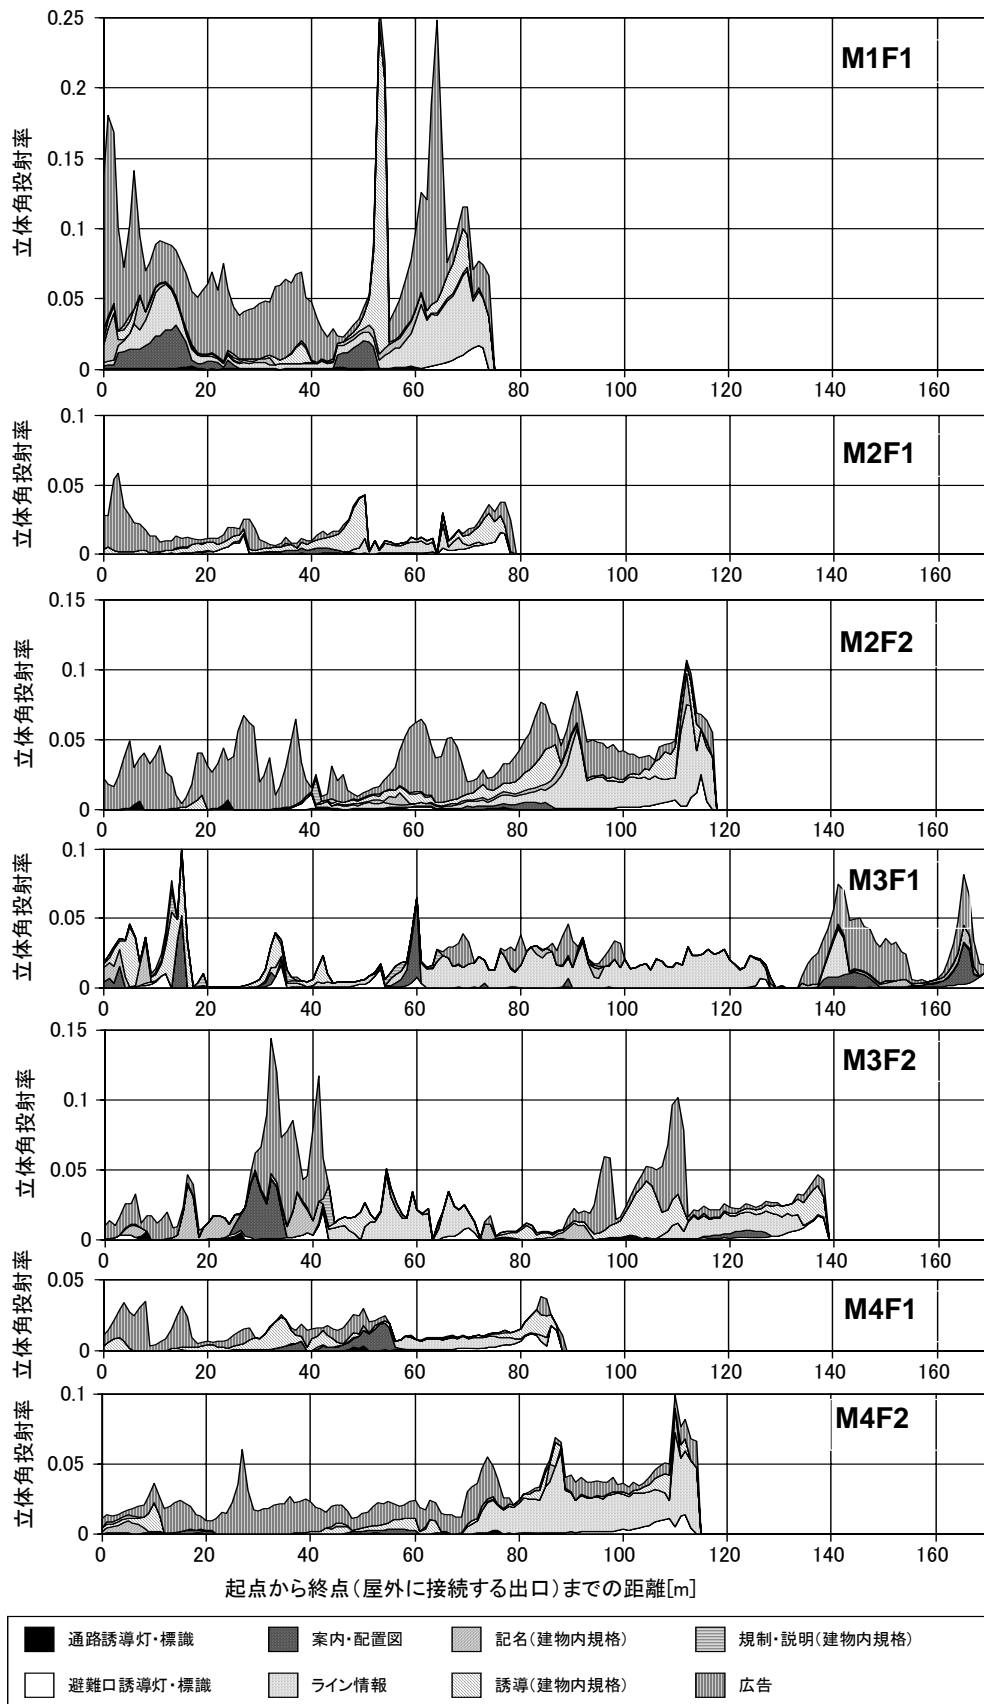 0.25
0.2
0.15
0.1
0.05
0
立体角投射率
M1F1
0 20 40 60 80 100 120 140 160
0.1
0.05
0
立体角投射率
M2F1
0 20 40 60 80 100 120 140 160
0.15
0.1
0.05
0
立体角投射率
M2F2
0 20 40 60 80 100 120 140 160
0.1
0.05
0
立体角投射率
M3F1
0 20 40 60 80 100 120 140 160
0.15
0.1
0.05
0
立体角投射率
M3F2
0 20 40 60 80 100 120 140 160
0.05
0
立体角投射率
M4F1
0 20 40 60 80 100 120 140 160
0.1
0.05
0
立体角投射率
M4F2
0 20 40 60 80 100 120 140 160
起点から終点(屋外に接続する出口)までの距離[m]
通路誘導灯・標識 案内・配置図 記名(建物内規格) 規制・説明(建物内規格)
避難口誘導灯・標識 ライン情報 誘導(建物内規格) 広告